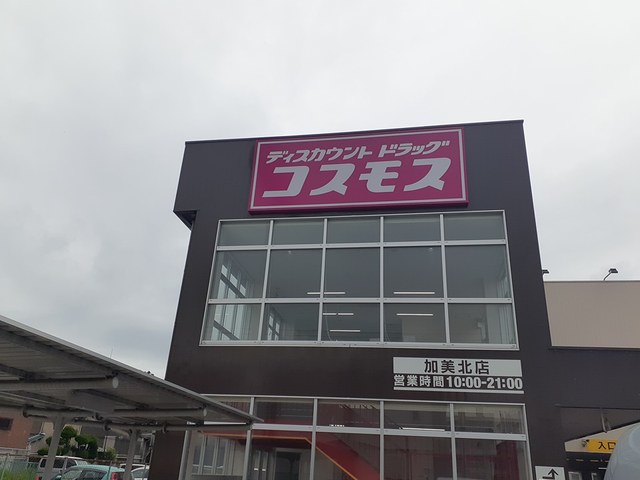 ディスカウント ドラッグ
コスモス
加美北店
営業時間 10:00-21:00
入口